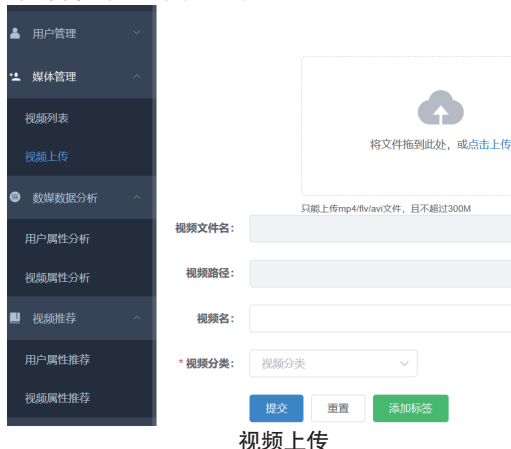 用户管理
媒体管理
视频列表
视频上传
数媒数据分析
用户属性分析
视频属性分析
视频推荐
用户属性推荐
视频属性推荐
将文件拖到此处，或点击上传
只能上传mp4/flv/avi文件，且不超过300M
视频文件名：
视频路径：
视频名：
*视频分类： 视频分类
提交 重置 添加标签
视频上传